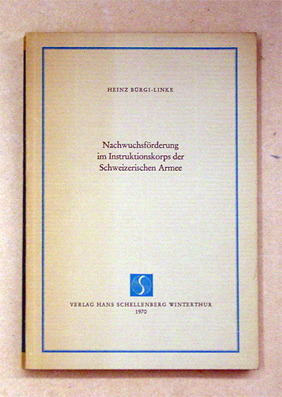 HEINZ BÜRGI-LINKE
Nachwuchsförderung
im Instruktionskorps der
Schweizerischen Armee
S
VERLAG HANS SCHELLENBERG WINTERTHUR
1970